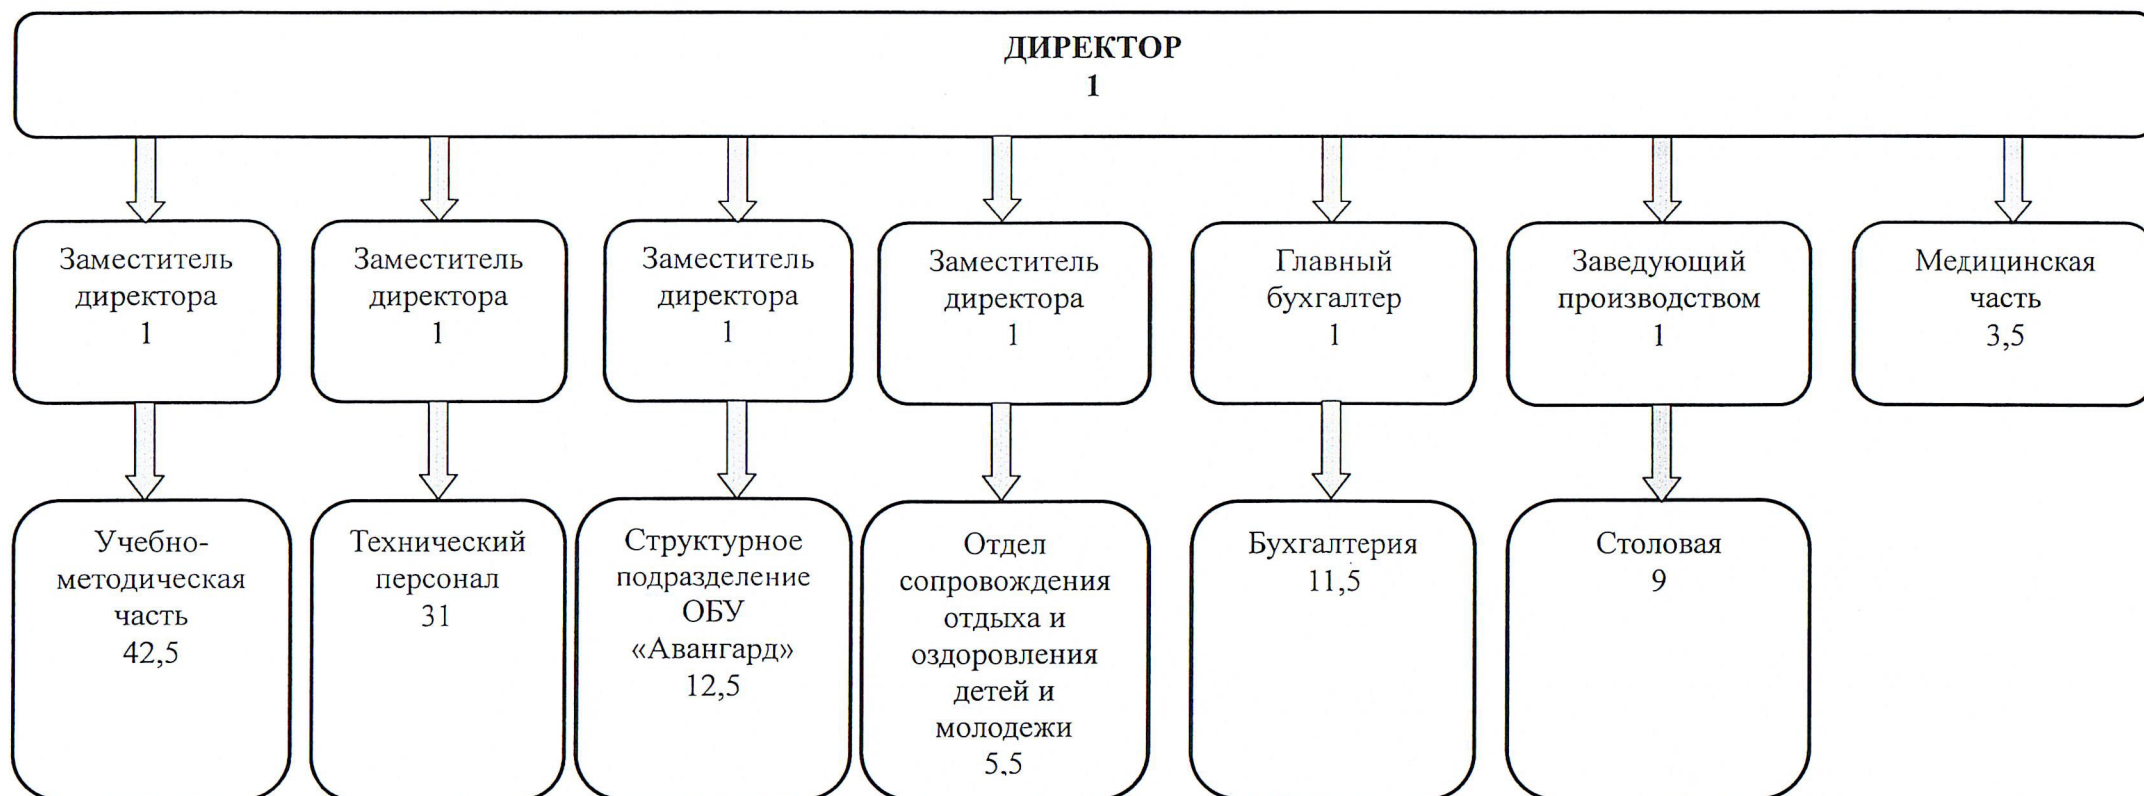 ДИРЕКТОР
1
Заместитель
директора
1
Заместитель
директора
1
Заместитель
директора
1
Заместитель
директора
1
Главный
бухгалтер
1
Заведующий
производством
1
Медицинская
часть
3,5
Учебно-
методическая
часть
42,5
Технический
персонал
31
Структурное
подразделение
ОБУ
«Авангард»
12,5
Отдел
сопровождения
отдыха и
оздоровления
детей и
молодежи
5,5
Бухгалтерия
11,5
Столовая
9